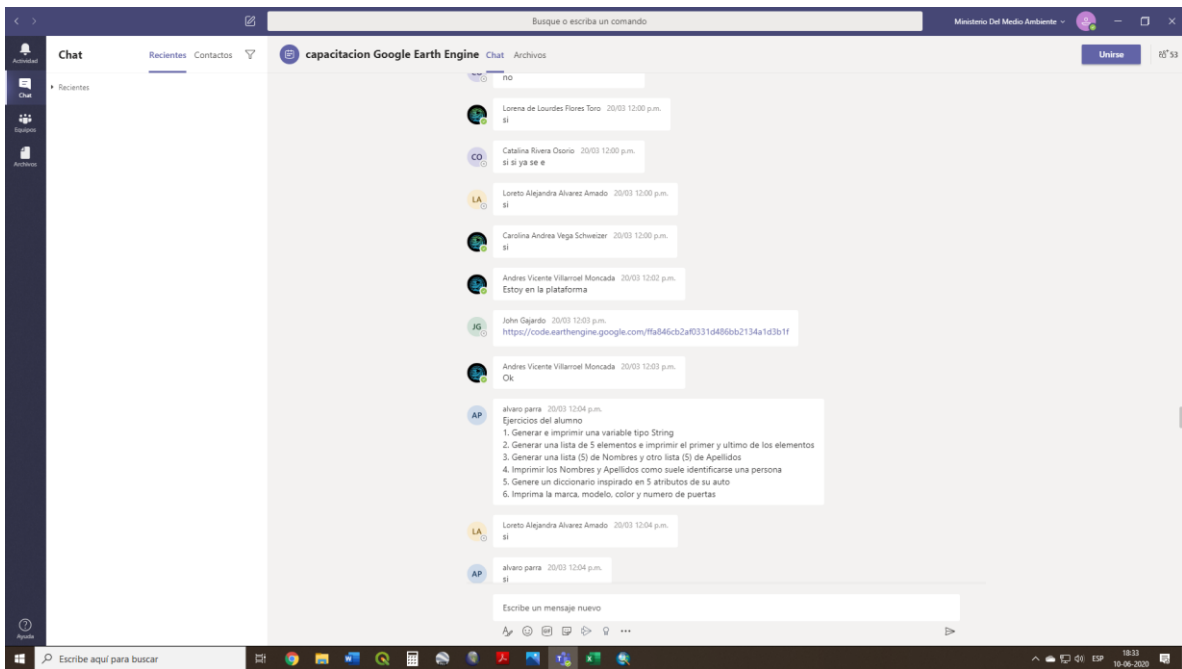 Busque o escriba un comando
Ministerio Del Medio Ambiente
Actividad
Chat
Equipos
Archivos
Ayuda
Chat
Recientes Contactos
Recientes
capacitacion Google Earth Engine Chat Archivos
Unirse
53
CO
no
Lorena de Lourdes Flores Toro 20/03 12:00 p.m.
si
CO
Catalina Rivera Osorio 20/03 12:00 p.m.
si si ya se e
LA
Loreto Alejandra Alvarez Amado 20/03 12:00 p.m.
si
Carolina Andrea Vega Schweizer 20/03 12:00 p.m.
si
Andres Vicente Villarroel Moncada 20/03 12:02 p.m.
Estoy en la plataforma
JG
John Gajardo 20/03 12:03 p.m.
https://code.earthengine.google.com/ffa846cb2af0331d486bb2134a1d3b1f
Andres Vicente Villarroel Moncada 20/03 12:03 p.m.
Ok
AP
alvaro parra 20/03 12:04 p.m.
Ejercicios del alumno
1. Generar e imprimir una variable tipo String
2. Generar una lista de 5 elementos e imprimir el primer y ultimo de los elementos
3. Generar una lista (5) de Nombres y otro lista (5) de Apellidos
4. Imprimir los Nombres y Apellidos como suele identificarse una persona
5. Genere un diccionario inspirado en 5 atributos de su auto
6. Imprima la marca, modelo, color y numero de puertas
LA
Loreto Alejandra Alvarez Amado 20/03 12:04 p.m.
si
AP
alvaro parra 20/03 12:04 p.m.
si
Escribe un mensaje nuevo
GIF
Escribe aquí para buscar
ESP
18:33
10-06-2020